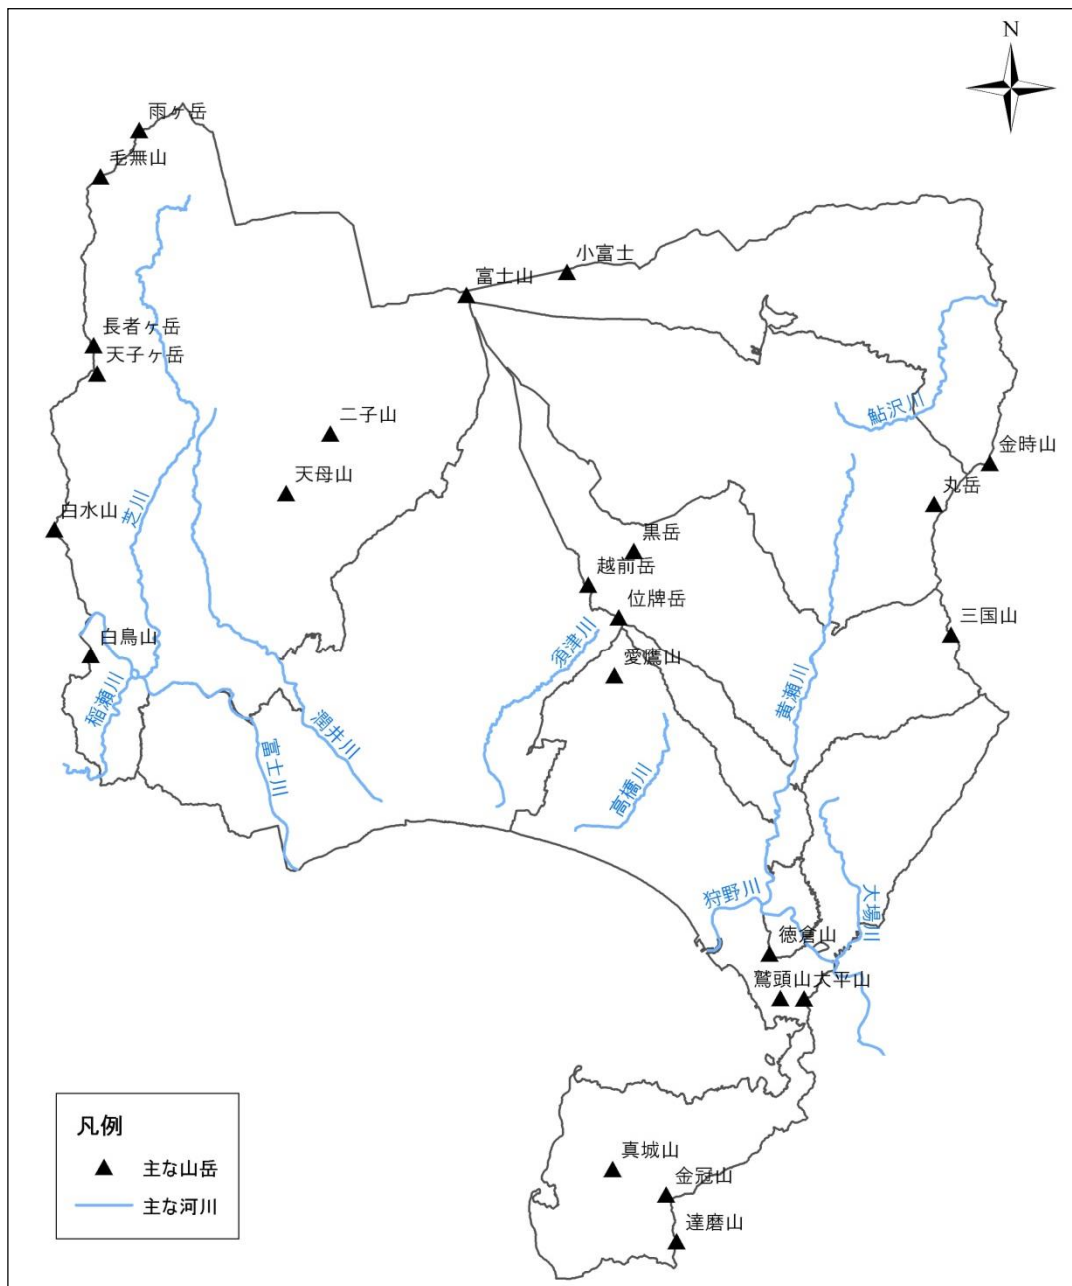 N
雨ヶ岳
毛無山
小富士
富士山
長者ヶ岳
天子ヶ岳
鮎沢川
二子山
金時山
天母山
丸岳
芝川
白水山
黒岳
越前岳
位牌岳
三国山
須津川
白鳥山
愛鷹山
黄瀬川
稲瀬川
潤井川
富士川
高橋川
狩野川
大場川
徳倉山
鷲頭山
大平山
凡例
主な山岳
主な河川
真城山
金冠山
達磨山